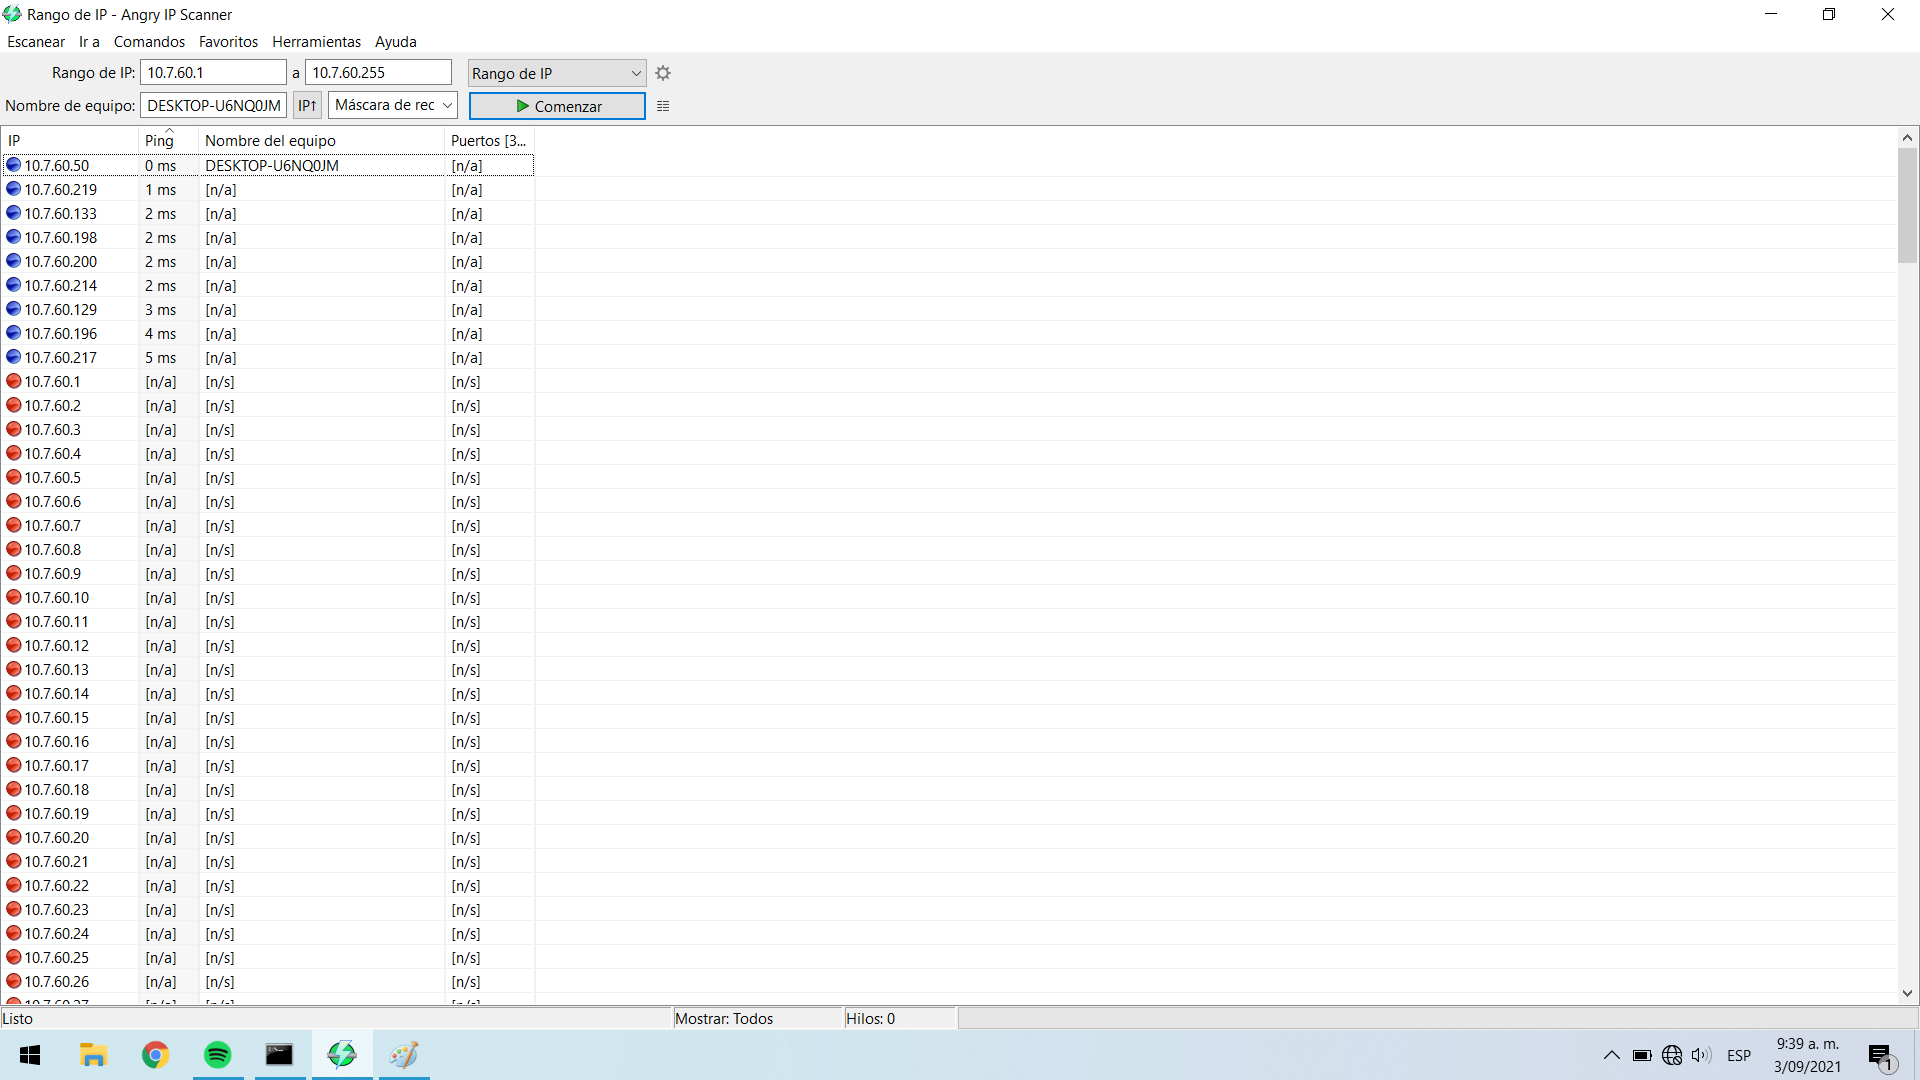 Rango de IP - Angry IP Scanner
Escanear Ir a Comandos Favoritos Herramientas Ayuda
Rango de IP: 10.7.60.1 a 10.7.60.255 Rango de IP
Nombre de equipo: DESKTOP-U6NQ0JM IP↑ Máscara de rec Comenzar
IP Ping Nombre del equipo Puertos [3...
10.7.60.50 0 ms DESKTOP-U6NQ0JM [n/a]
10.7.60.219 1 ms [n/a] [n/a]
10.7.60.133 2 ms [n/a] [n/a]
10.7.60.198 2 ms [n/a] [n/a]
10.7.60.200 2 ms [n/a] [n/a]
10.7.60.214 2 ms [n/a] [n/a]
10.7.60.129 3 ms [n/a] [n/a]
10.7.60.196 4 ms [n/a] [n/a]
10.7.60.217 5 ms [n/a] [n/a]
10.7.60.1 [n/a] [n/s] [n/s]
10.7.60.2 [n/a] [n/s] [n/s]
10.7.60.3 [n/a] [n/s] [n/s]
10.7.60.4 [n/a] [n/s] [n/s]
10.7.60.5 [n/a] [n/s] [n/s]
10.7.60.6 [n/a] [n/s] [n/s]
10.7.60.7 [n/a] [n/s] [n/s]
10.7.60.8 [n/a] [n/s] [n/s]
10.7.60.9 [n/a] [n/s] [n/s]
10.7.60.10 [n/a] [n/s] [n/s]
10.7.60.11 [n/a] [n/s] [n/s]
10.7.60.12 [n/a] [n/s] [n/s]
10.7.60.13 [n/a] [n/s] [n/s]
10.7.60.14 [n/a] [n/s] [n/s]
10.7.60.15 [n/a] [n/s] [n/s]
10.7.60.16 [n/a] [n/s] [n/s]
10.7.60.17 [n/a] [n/s] [n/s]
10.7.60.18 [n/a] [n/s] [n/s]
10.7.60.19 [n/a] [n/s] [n/s]
10.7.60.20 [n/a] [n/s] [n/s]
10.7.60.21 [n/a] [n/s] [n/s]
10.7.60.22 [n/a] [n/s] [n/s]
10.7.60.23 [n/a] [n/s] [n/s]
10.7.60.24 [n/a] [n/s] [n/s]
10.7.60.25 [n/a] [n/s] [n/s]
10.7.60.26 [n/a] [n/s] [n/s]
Listo Mostrar: Todos Hilos: 0
ESP 9:39 a. m.
3/09/2021 1